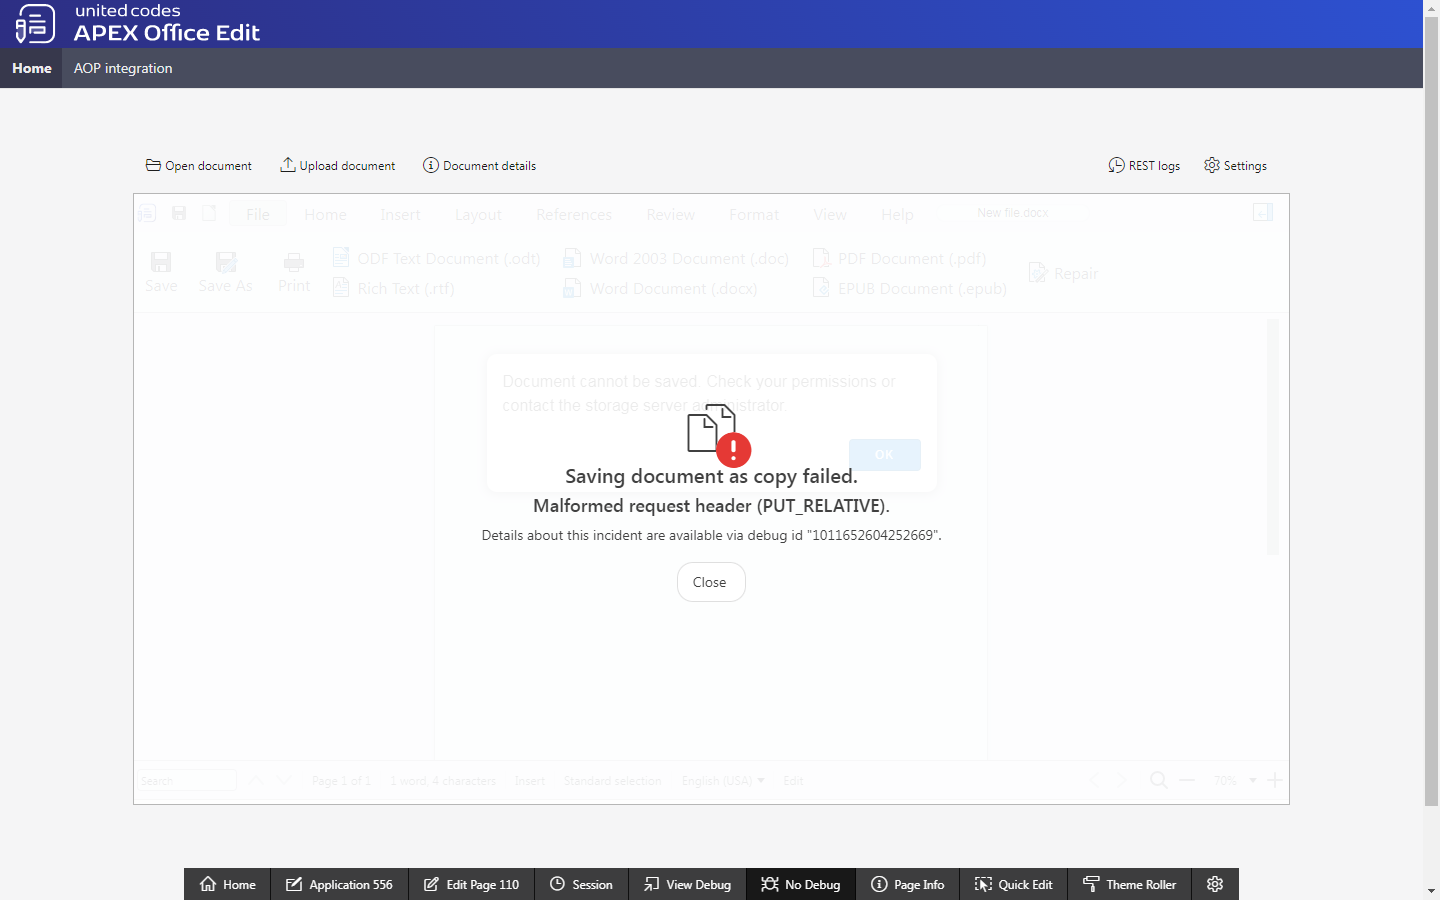 united codes
APEX Office Edit
Home AOP integration
Open document Upload document Document details REST logs Settings
File Home Insert Layout References Review Format View Help New file.docx
ODF Text Document (.odt) Word 2003 Document (.doc) PDF Document (.pdf)
Save Save As Print Repair
Rich Text (.rtf) Word Document (.docx) EPUB Document (.epub)
Document cannot be saved. Check your permissions or
contact the storage server administrator.
OK
!
Saving document as copy failed.
Malformed request header (PUT_RELATIVE).
Details about this incident are available via debug id "1011652604252669".
Close
Search Page 1 of 1 1 word, 4 characters Insert Standard selection English (USA) Edit 70%
Home Application 556 Edit Page 110 Session View Debug No Debug Page Info Quick Edit Theme Roller